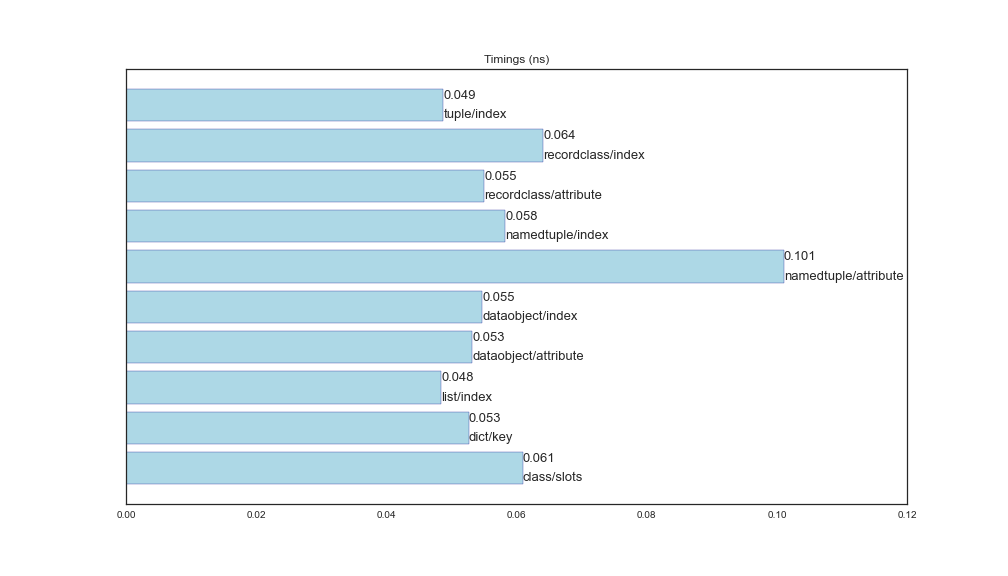 Timings (ns)
0.049
tuple/index
0.064
recordclass/index
0.055
recordclass/attribute
0.058
namedtuple/index
0.101
namedtuple/attribute
0.055
dataobject/index
0.053
dataobject/attribute
0.048
list/index
0.053
dict/key
0.061
class/slots
0.00 0.02 0.04 0.06 0.08 0.10 0.12